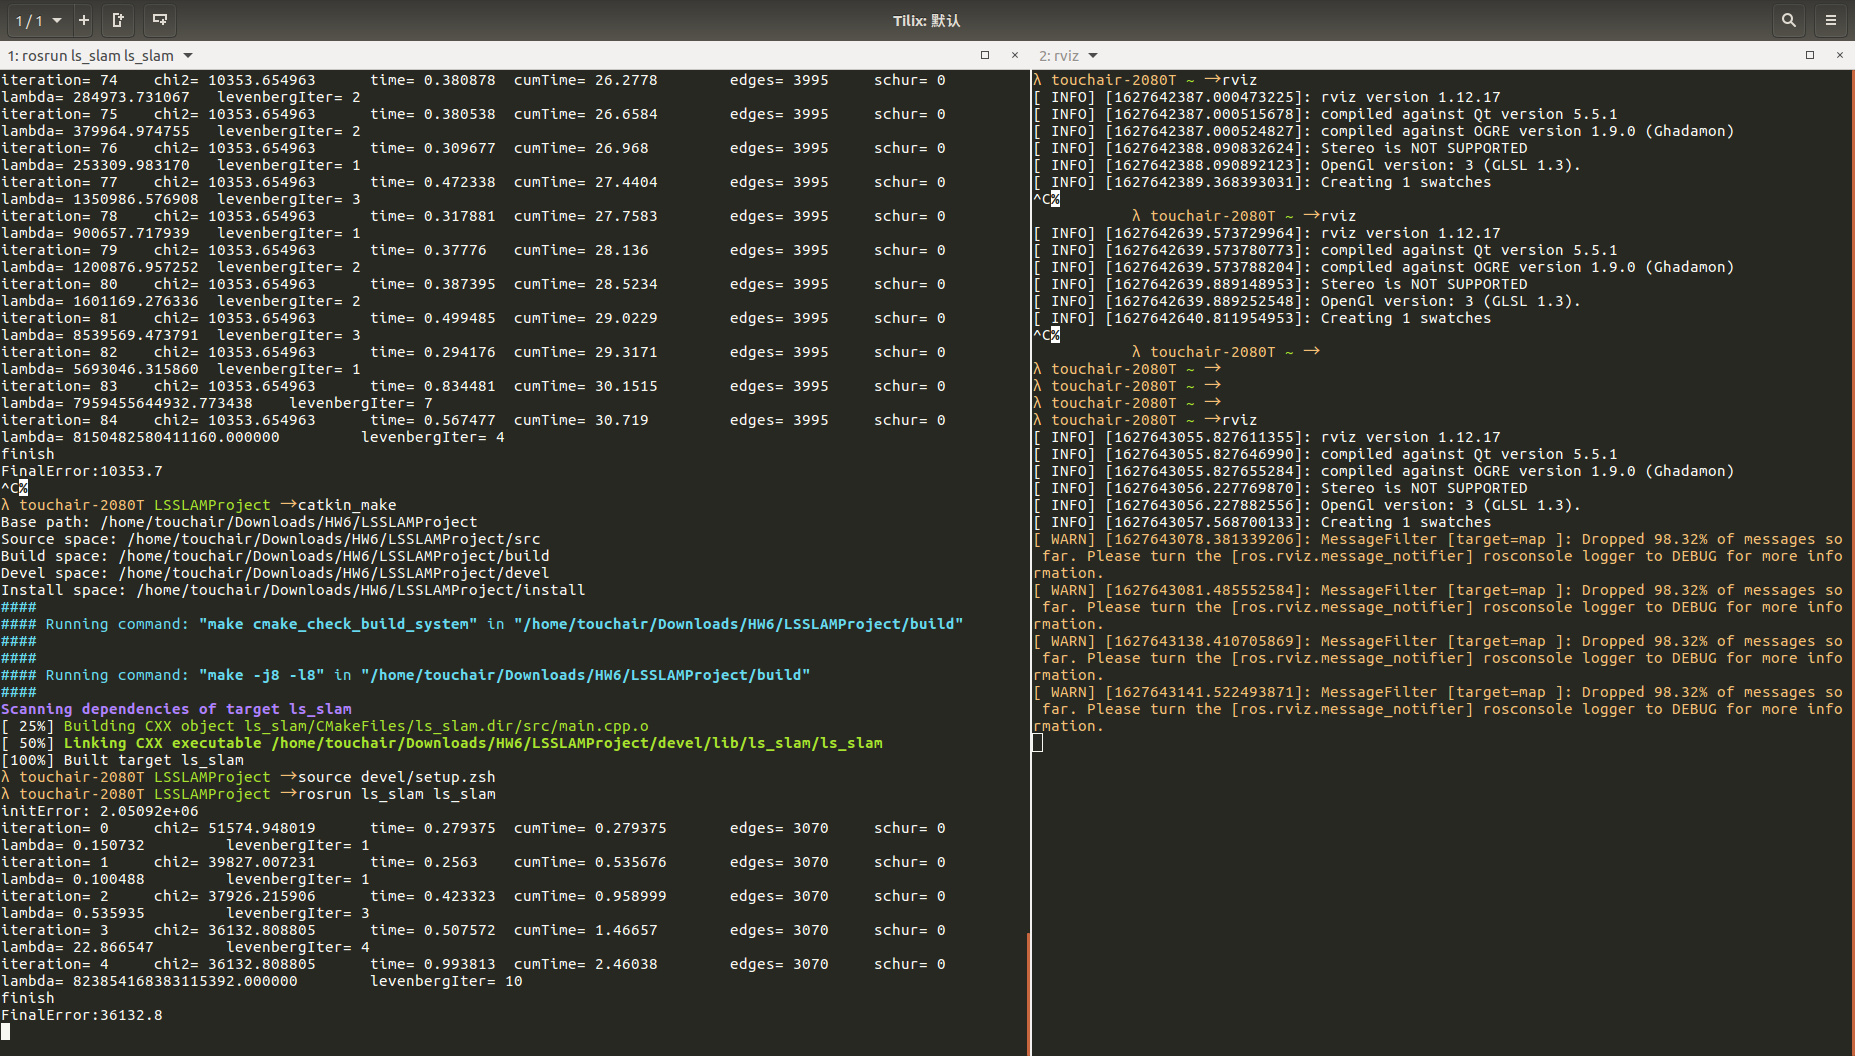 1 / 1
Tilix: 默认
1: rosrun ls_slam ls_slam
iteration= 74    chi2= 10353.654963      time= 0.380878  cumTime= 26.2778        edges= 3995     schur= 0
lambda= 284973.731067   levenbergIter= 2
iteration= 75    chi2= 10353.654963      time= 0.380538  cumTime= 26.6584        edges= 3995     schur= 0
lambda= 379964.974755   levenbergIter= 2
iteration= 76    chi2= 10353.654963      time= 0.309677  cumTime= 26.968         edges= 3995     schur= 0
lambda= 253309.983170   levenbergIter= 1
iteration= 77    chi2= 10353.654963      time= 0.472338  cumTime= 27.4404        edges= 3995     schur= 0
lambda= 1350986.576908  levenbergIter= 3
iteration= 78    chi2= 10353.654963      time= 0.317881  cumTime= 27.7583        edges= 3995     schur= 0
lambda= 900657.717939   levenbergIter= 1
iteration= 79    chi2= 10353.654963      time= 0.37776   cumTime= 28.136         edges= 3995     schur= 0
lambda= 1200876.957252  levenbergIter= 2
iteration= 80    chi2= 10353.654963      time= 0.387395  cumTime= 28.5234        edges= 3995     schur= 0
lambda= 1601169.276336  levenbergIter= 2
iteration= 81    chi2= 10353.654963      time= 0.499485  cumTime= 29.0229        edges= 3995     schur= 0
lambda= 8539569.473791  levenbergIter= 3
iteration= 82    chi2= 10353.654963      time= 0.294176  cumTime= 29.3171        edges= 3995     schur= 0
lambda= 5693046.315860  levenbergIter= 1
iteration= 83    chi2= 10353.654963      time= 0.834481  cumTime= 30.1515        edges= 3995     schur= 0
lambda= 7959455644932.773438    levenbergIter= 7
iteration= 84    chi2= 10353.654963      time= 0.567477  cumTime= 30.719         edges= 3995     schur= 0
lambda= 8150482580411160.000000         levenbergIter= 4
finish
FinalError:10353.7
^C%
λ touchair-2080T LSSLAMProject →catkin_make
Base path: /home/touchair/Downloads/HW6/LSSLAMProject
Source space: /home/touchair/Downloads/HW6/LSSLAMProject/src
Build space: /home/touchair/Downloads/HW6/LSSLAMProject/build
Devel space: /home/touchair/Downloads/HW6/LSSLAMProject/devel
Install space: /home/touchair/Downloads/HW6/LSSLAMProject/install
####
#### Running command: "make cmake_check_build_system" in "/home/touchair/Downloads/HW6/LSSLAMProject/build"
####
####
#### Running command: "make -j8 -l8" in "/home/touchair/Downloads/HW6/LSSLAMProject/build"
####
Scanning dependencies of target ls_slam
[ 25%] Building CXX object ls_slam/CMakeFiles/ls_slam.dir/src/main.cpp.o
[ 50%] Linking CXX executable /home/touchair/Downloads/HW6/LSSLAMProject/devel/lib/ls_slam/ls_slam
[100%] Built target ls_slam
λ touchair-2080T LSSLAMProject →source devel/setup.zsh
λ touchair-2080T LSSLAMProject →rosrun ls_slam ls_slam
initError: 2.05092e+06
iteration= 0     chi2= 51574.948019      time= 0.279375  cumTime= 0.279375       edges= 3070     schur= 0
lambda= 0.150732         levenbergIter= 1
iteration= 1     chi2= 39827.007231      time= 0.2563    cumTime= 0.535676       edges= 3070     schur= 0
lambda= 0.100488         levenbergIter= 1
iteration= 2     chi2= 37926.215906      time= 0.423323  cumTime= 0.958999       edges= 3070     schur= 0
lambda= 0.535935         levenbergIter= 3
iteration= 3     chi2= 36132.808805      time= 0.507572  cumTime= 1.46657        edges= 3070     schur= 0
lambda= 22.866547        levenbergIter= 4
iteration= 4     chi2= 36132.808805      time= 0.993813  cumTime= 2.46038        edges= 3070     schur= 0
lambda= 823854168383115392.000000        levenbergIter= 10
finish
FinalError:36132.8
2: rviz
λ touchair-2080T ~ →rviz
[ INFO] [1627642387.000473225]: rviz version 1.12.17
[ INFO] [1627642387.000515678]: compiled against Qt version 5.5.1
[ INFO] [1627642387.000524827]: compiled against OGRE version 1.9.0 (Ghadamon)
[ INFO] [1627642388.090832624]: Stereo is NOT SUPPORTED
[ INFO] [1627642388.090892123]: OpenGl version: 3 (GLSL 1.3).
[ INFO] [1627642389.368393031]: Creating 1 swatches
^C%
λ touchair-2080T ~ →rviz
[ INFO] [1627642639.573729964]: rviz version 1.12.17
[ INFO] [1627642639.573780773]: compiled against Qt version 5.5.1
[ INFO] [1627642639.573788204]: compiled against OGRE version 1.9.0 (Ghadamon)
[ INFO] [1627642639.889148953]: Stereo is NOT SUPPORTED
[ INFO] [1627642639.889252548]: OpenGl version: 3 (GLSL 1.3).
[ INFO] [1627642640.811954953]: Creating 1 swatches
^C%
λ touchair-2080T ~ →
λ touchair-2080T ~ →
λ touchair-2080T ~ →
λ touchair-2080T ~ →
λ touchair-2080T ~ →rviz
[ INFO] [1627643055.827611355]: rviz version 1.12.17
[ INFO] [1627643055.827646990]: compiled against Qt version 5.5.1
[ INFO] [1627643055.827655284]: compiled against OGRE version 1.9.0 (Ghadamon)
[ INFO] [1627643056.227769870]: Stereo is NOT SUPPORTED
[ INFO] [1627643056.227882556]: OpenGl version: 3 (GLSL 1.3).
[ INFO] [1627643057.568700133]: Creating 1 swatches
[ WARN] [1627643078.381339206]: MessageFilter [target=map ]: Dropped 98.32% of messages so
far. Please turn the [ros.rviz.message_notifier] rosconsole logger to DEBUG for more info
rmation.
[ WARN] [1627643081.485552584]: MessageFilter [target=map ]: Dropped 98.32% of messages so
far. Please turn the [ros.rviz.message_notifier] rosconsole logger to DEBUG for more info
rmation.
[ WARN] [1627643138.410705869]: MessageFilter [target=map ]: Dropped 98.32% of messages so
far. Please turn the [ros.rviz.message_notifier] rosconsole logger to DEBUG for more info
rmation.
[ WARN] [1627643141.522493871]: MessageFilter [target=map ]: Dropped 98.32% of messages so
far. Please turn the [ros.rviz.message_notifier] rosconsole logger to DEBUG for more info
rmation.